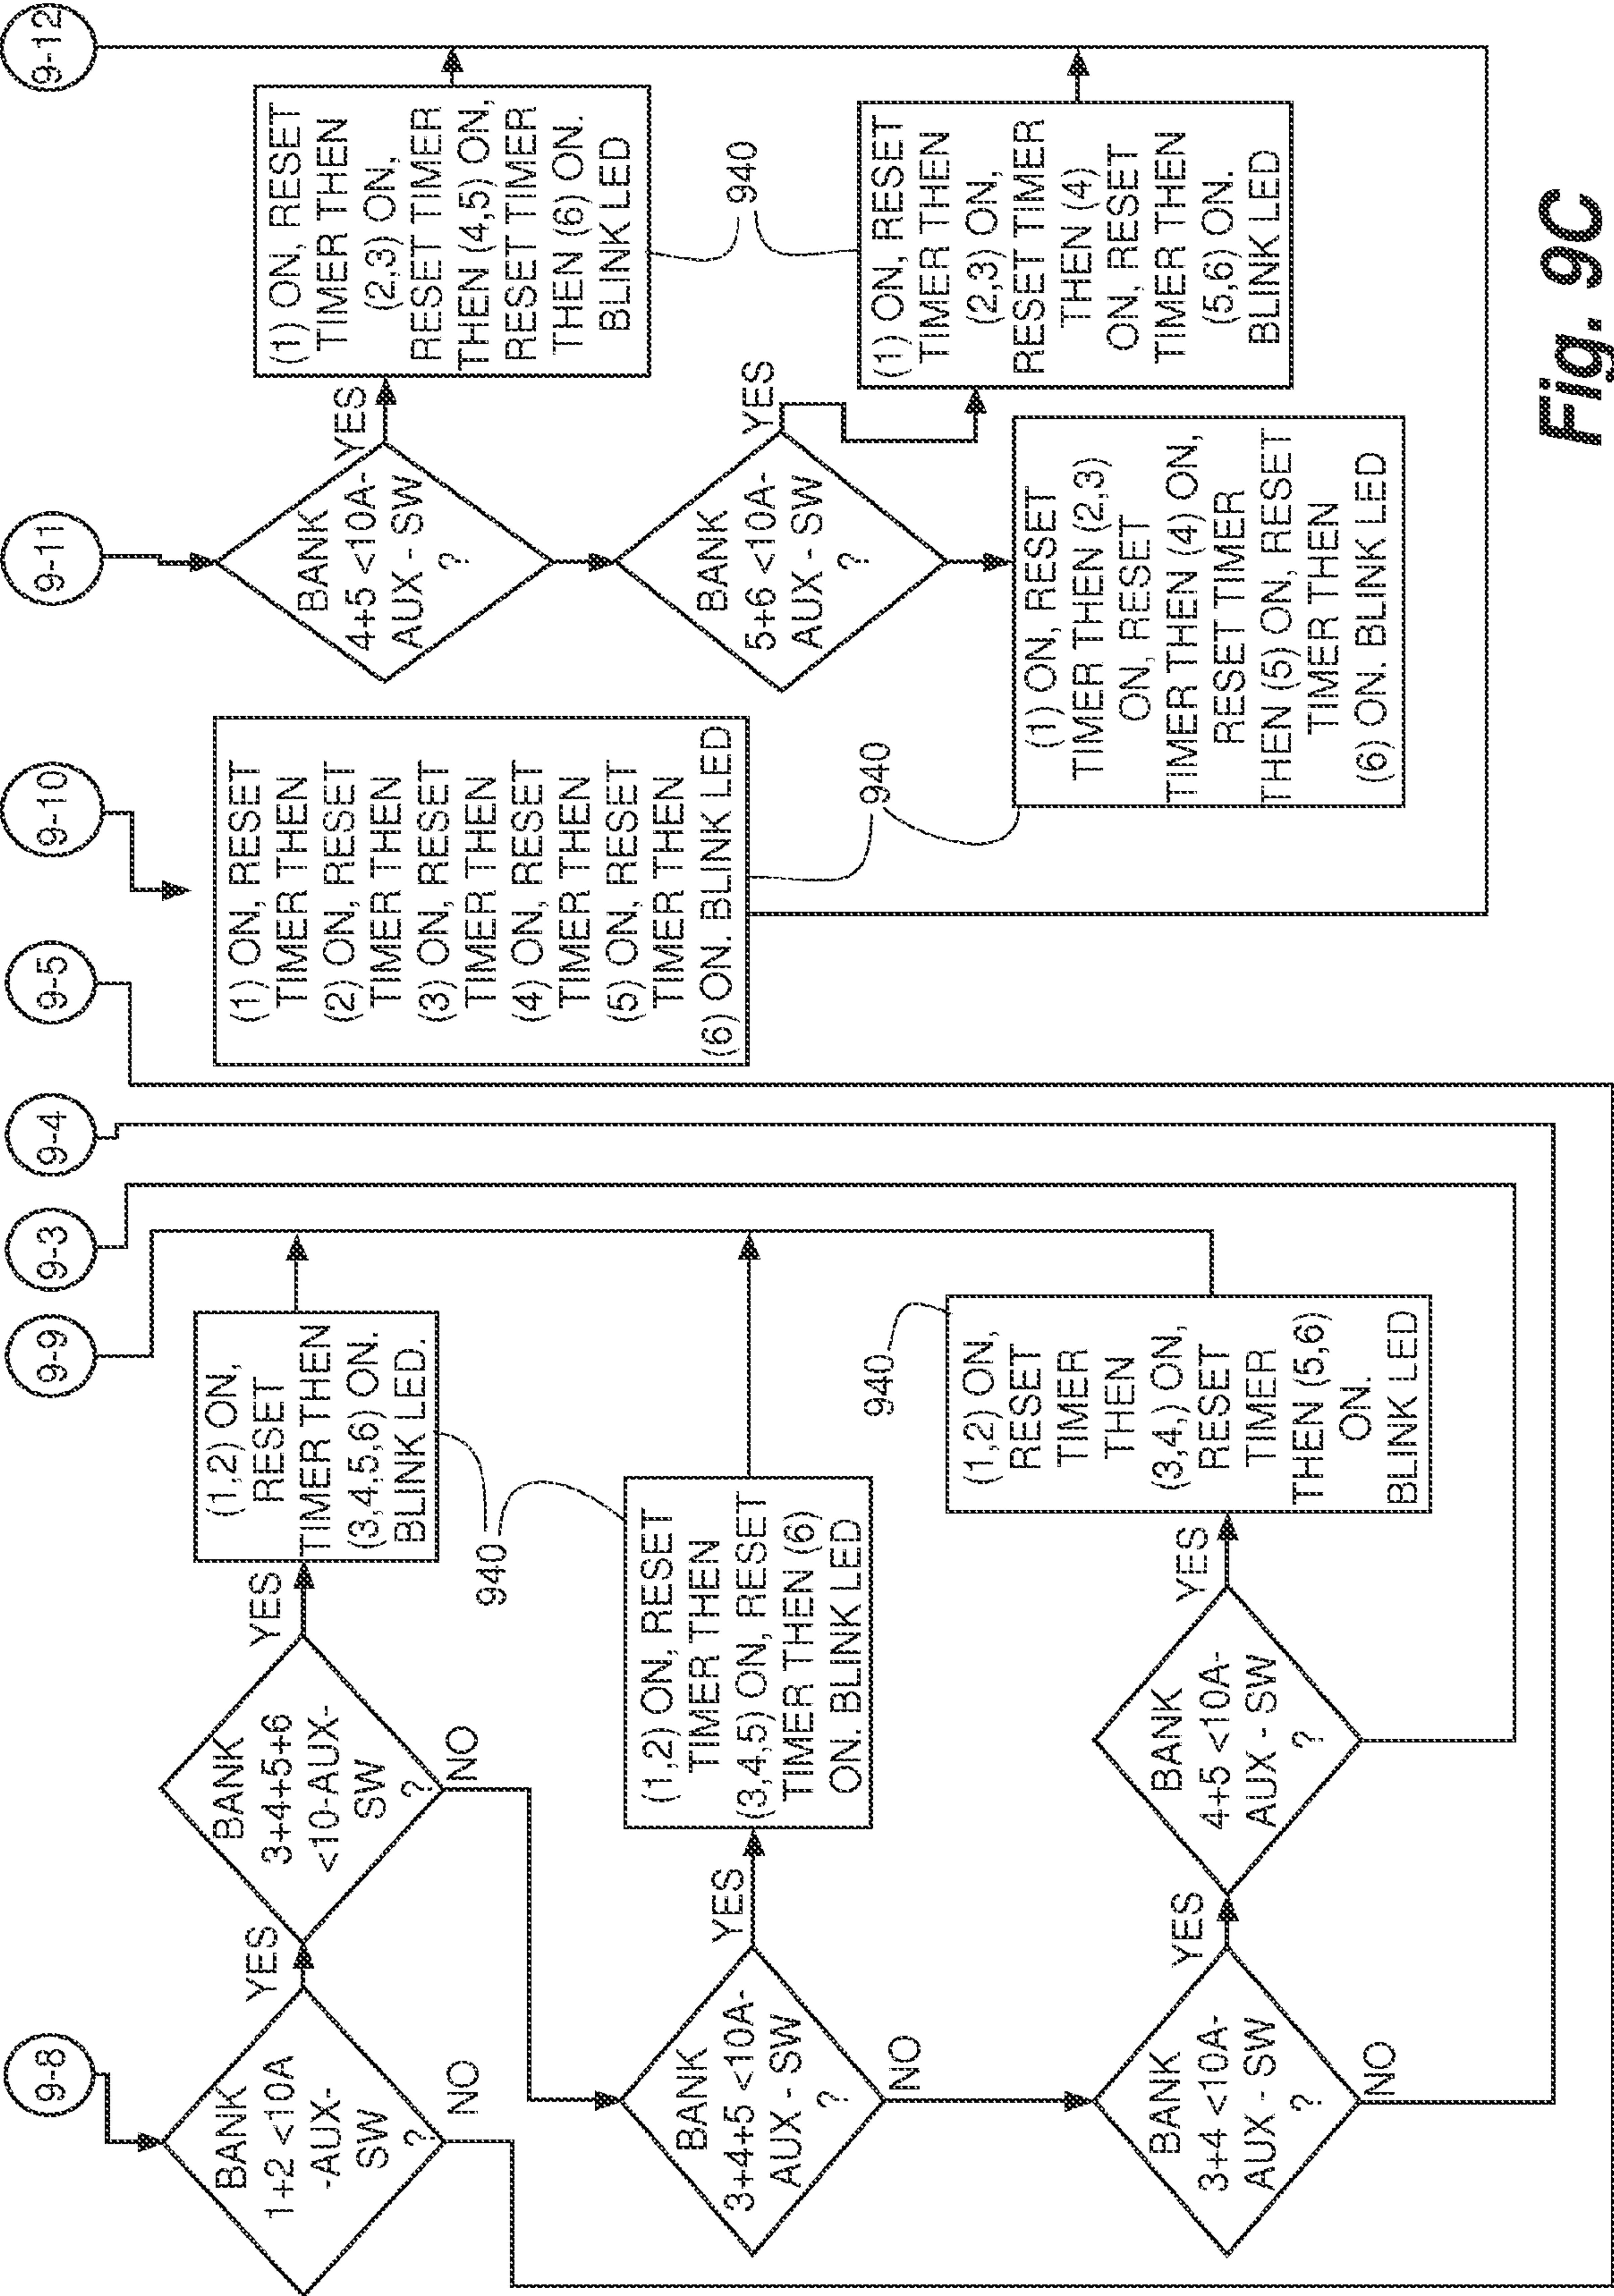 9-8
9-9
9-3
9-4
9-5
9-10
9-11
9-12
BANK
1+2 <10A
-AUX-
SW
?
YES
NO
BANK
3+4+5+6
<10-AUX-
SW
?
YES
NO
(1,2) ON,
RESET
TIMER THEN
(3,4,5,6) ON.
BLINK LED.
940
BANK
3+4+5 <10A-
AUX - SW
?
YES
NO
(1,2) ON, RESET
TIMER THEN
(3,4,5) ON, RESET
TIMER THEN (6)
ON. BLINK LED
BANK
3+4 <10A-
AUX - SW
?
YES
NO
BANK
4+5 <10A-
AUX - SW
?
YES
940
(1,2) ON,
RESET
TIMER
THEN
(3,4,) ON,
RESET
TIMER
THEN (5,6)
ON.
BLINK LED
(1) ON, RESET
TIMER THEN
(2) ON, RESET
TIMER THEN
(3) ON, RESET
TIMER THEN
(4) ON, RESET
TIMER THEN
(5) ON, RESET
TIMER THEN
(6) ON. BLINK LED
940
BANK
4+5 <10A-
AUX - SW
?
YES
(1) ON, RESET
TIMER THEN
(2,3) ON,
RESET TIMER
THEN (4,5) ON,
RESET TIMER
THEN (6) ON.
BLINK LED
940
BANK
5+6 <10A-
AUX - SW
?
YES
(1) ON, RESET
TIMER THEN
(2,3) ON,
RESET TIMER
THEN (4)
ON, RESET
TIMER THEN
(5,6) ON.
BLINK LED
(1) ON, RESET
TIMER THEN (2,3)
ON, RESET
TIMER THEN (4) ON,
RESET TIMER
THEN (5) ON, RESET
TIMER THEN
(6) ON. BLINK LED
Fig. 9C